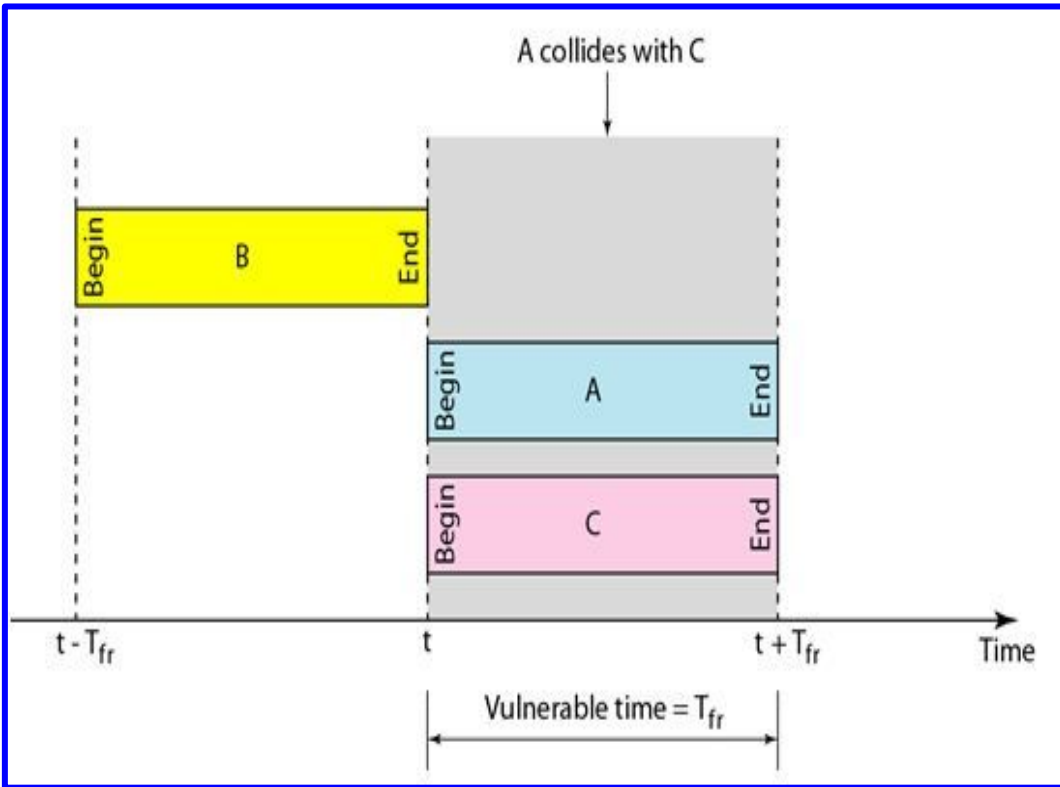 A collides with C
Begin
B
End
Begin
A
End
Begin
C
End
t - Tfr
t
t + Tfr
Time
Vulnerable time = Tfr